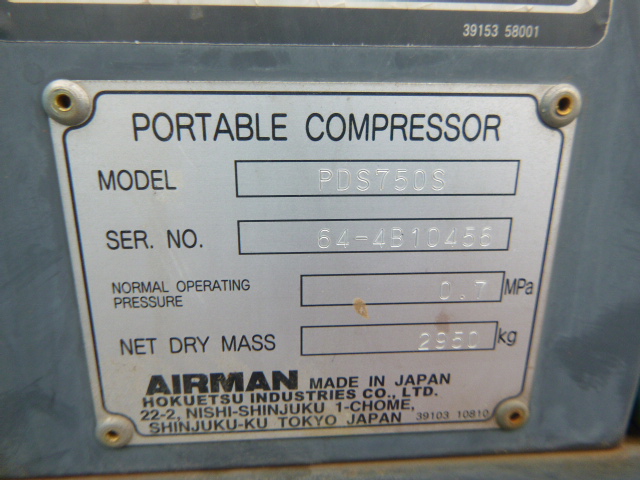 39153 58001
PORTABLE COMPRESSOR
MODEL PDS750S
SER. NO. 64-4B10456
NORMAL OPERATING
PRESSURE 0.7 MPa
NET DRY MASS 2950 kg
AIRMAN MADE IN JAPAN
HOKUETSU INDUSTRIES CO., LTD.
22-2, NISHI-SHINJUKU 1-CHOME,
SHINJUKU-KU TOKYO JAPAN 39103 10810